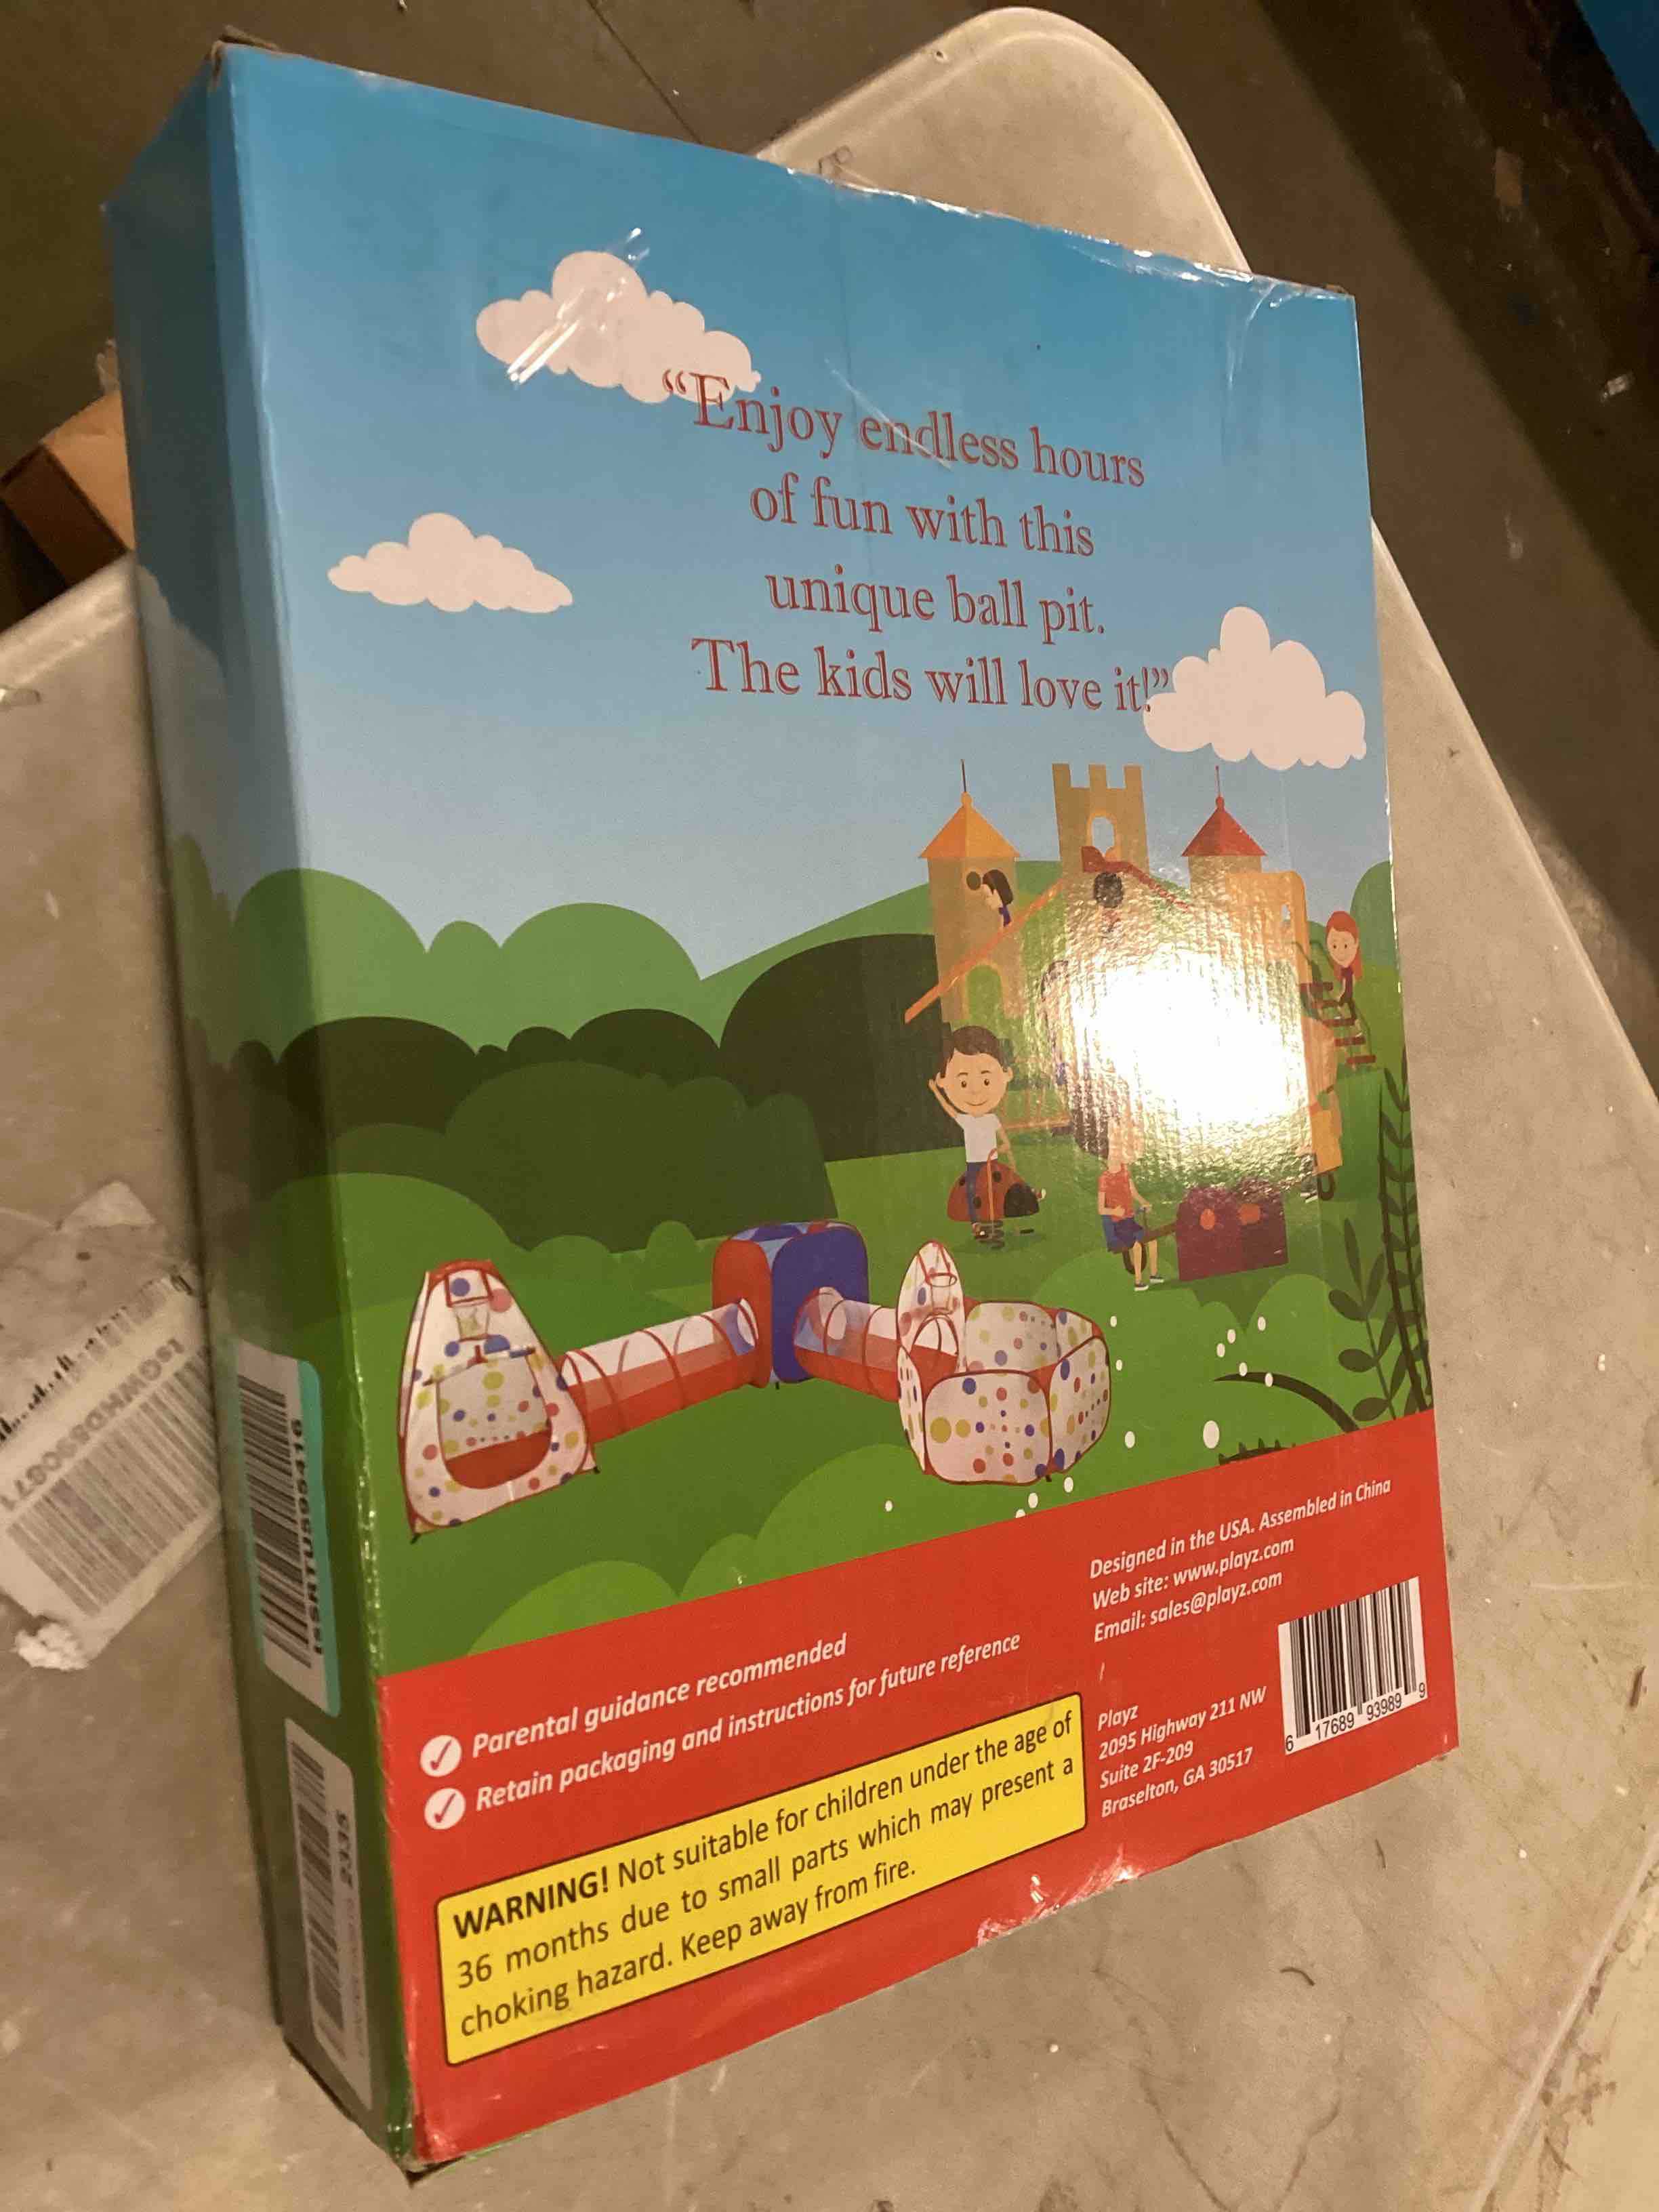 “Enjoy endless hours
of fun with this
unique ball pit.
The kids will love it!”
Designed in the USA. Assembled in China
Web site: www.playz.com
Email: sales@playz.com
Parental guidance recommended
Retain packaging and instructions for future reference
WARNING! Not suitable for children under the age of
36 months due to small parts which may present a
choking hazard. Keep away from fire.
Playz
2095 Highway 211 NW
Suite 2F-209
Braselton, GA 30517
6 17689 93989 9
2335